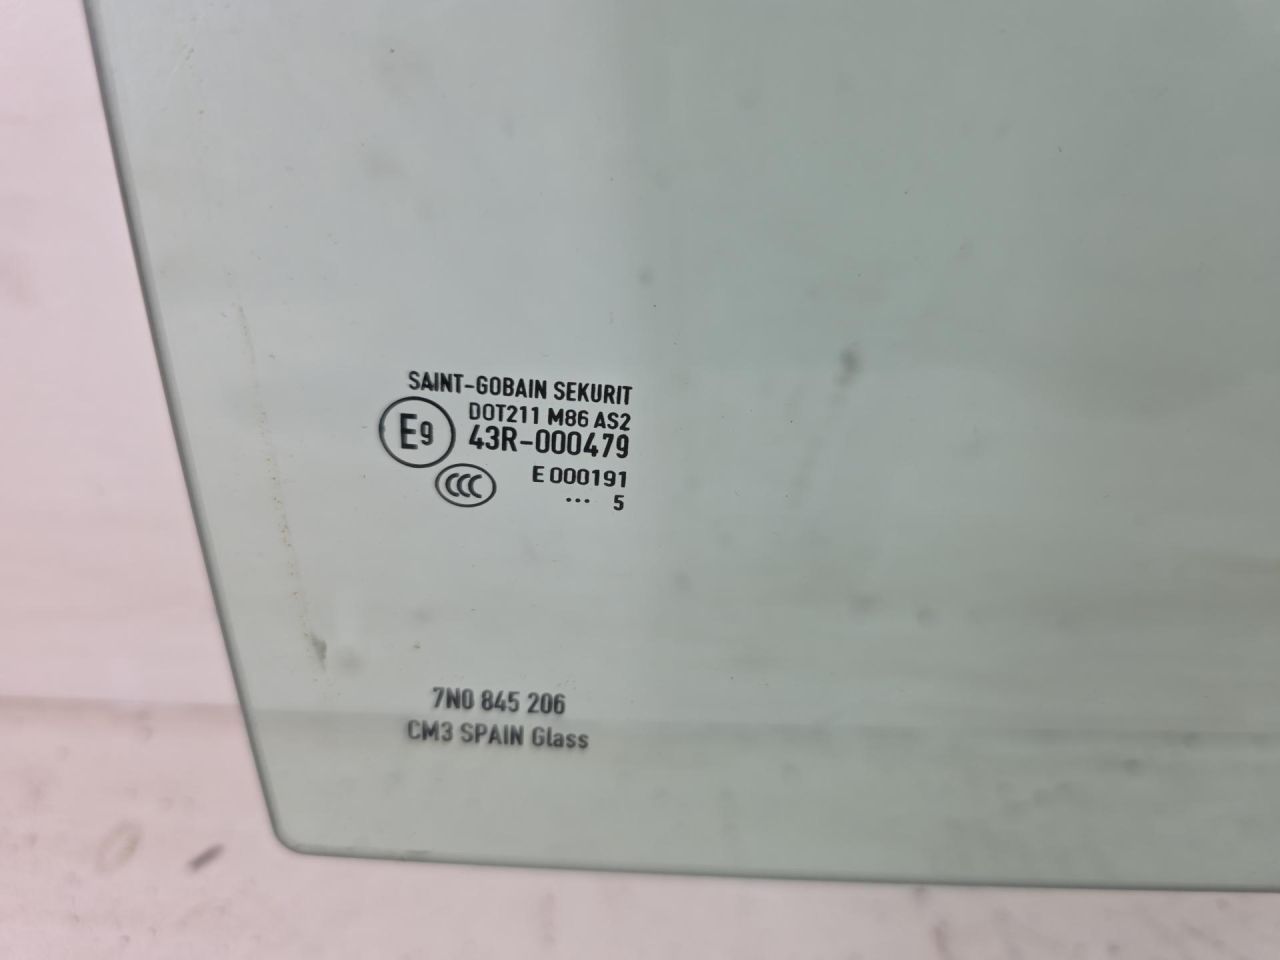 SAINT-GOBAIN SEKURIT
DOT211 M86 AS2
E9 43R-000479
CCC E 000191
... 5
7N0 845 206
CM3 SPAIN Glass